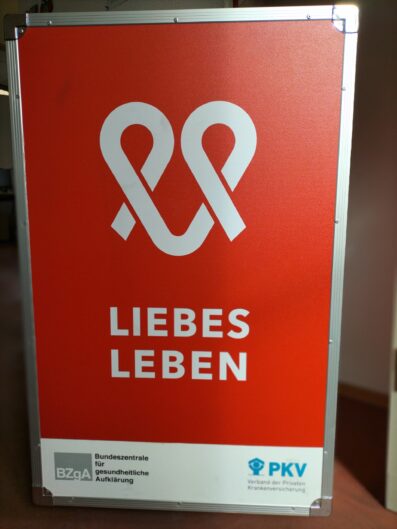 LIEBES
LEBEN
BZgA
Bundeszentrale
für
gesundheitliche
Aufklärung
PKV
Verband der Privaten
Krankenversicherung